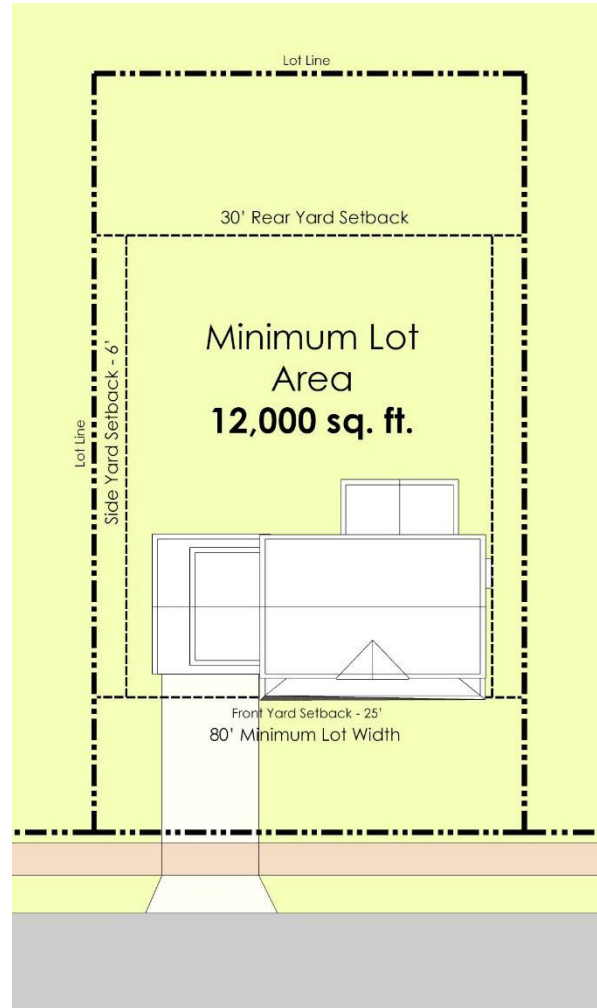 Lot Line
30' Rear Yard Setback
Minimum Lot
Area
12,000 sq. ft.
Side Yard Setback - 6'
Lot Line
Front Yard Setback - 25'
80' Minimum Lot Width